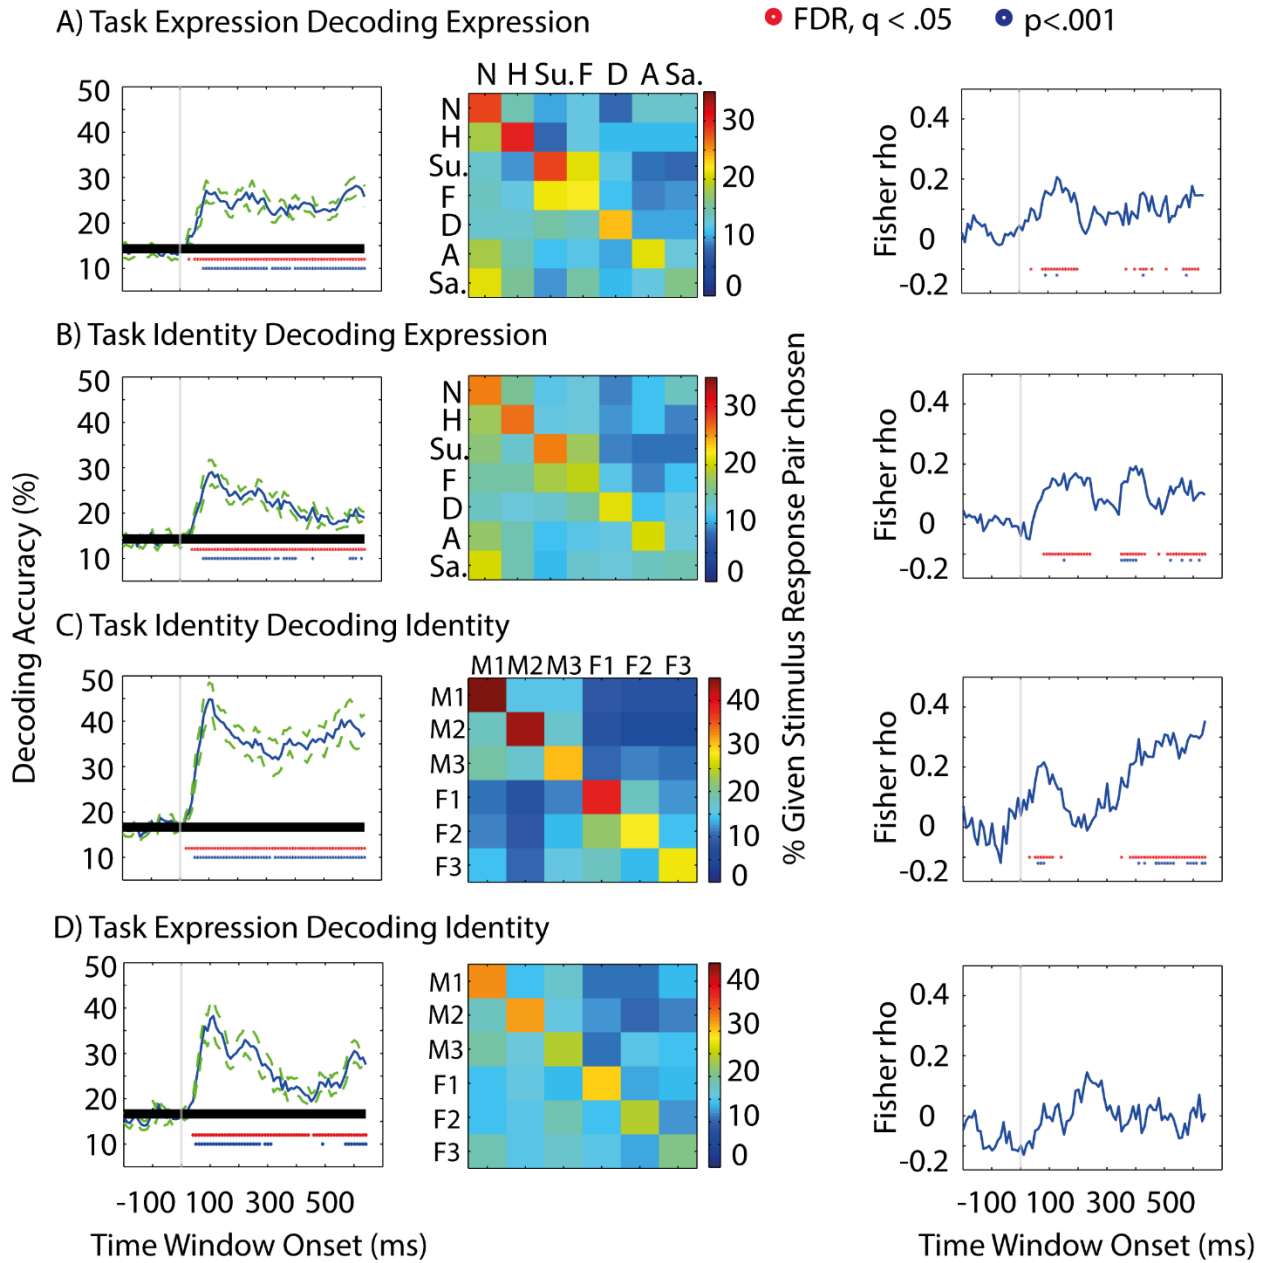 A) Task Expression Decoding Expression
FDR, q < .05
p<.001
N H Su. F D A Sa.
50
40
30
20
10
N
H
Su.
F
D
A
Sa.
30
20
10
0
Fisher rho
0.4
0.2
0
-0.2
B) Task Identity Decoding Expression
50
40
30
20
10
N
H
Su.
F
D
A
Sa.
30
20
10
0
Fisher rho
0.4
0.2
0
-0.2
Decoding Accuracy (%)
% Given Stimulus Response Pair chosen
C) Task Identity Decoding Identity
M1 M2 M3 F1 F2 F3
50
40
30
20
10
M1
M2
M3
F1
F2
F3
40
30
20
10
0
Fisher rho
0.4
0.2
0
-0.2
D) Task Expression Decoding Identity
50
40
30
20
10
M1
M2
M3
F1
F2
F3
40
30
20
10
0
Fisher rho
0.4
0.2
0
-0.2
-100 100 300 500
Time Window Onset (ms)
-100 100 300 500
Time Window Onset (ms)